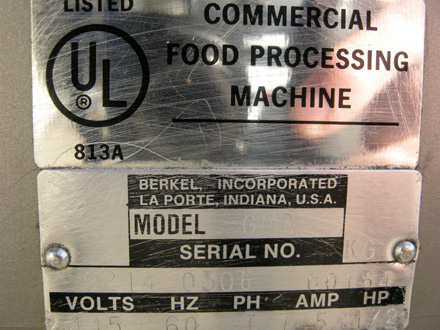 LISTED
UL
®
813A
COMMERCIAL
FOOD PROCESSING
MACHINE
BERKEL, INCORPORATED
LA PORTE, INDIANA, U.S.A.
MODEL
SERIAL NO.
VOLTS HZ PH AMP HP
115 60 1